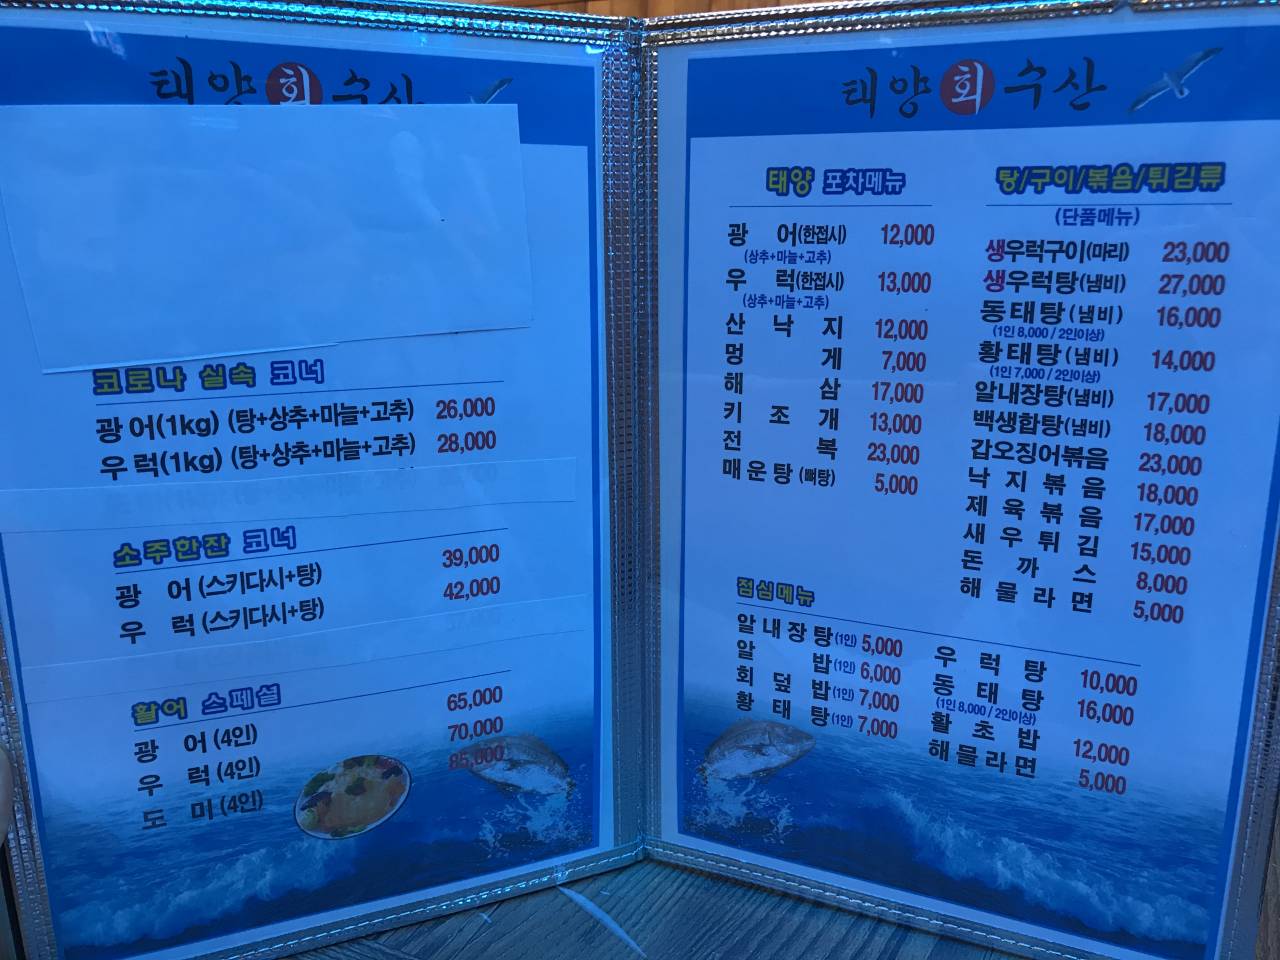 태양 회 수산
코로나 실속 코너
광어(1kg) (탕+상추+마늘+고추) 26,000
우럭(1kg) (탕+상추+마늘+고추) 28,000
소주한잔 코너
광 어 (스키다시+탕) 39,000
우 럭 (스키다시+탕) 42,000
활어 스페셜
광 어 (4인) 65,000
우 럭 (4인) 70,000
도 미 (4인) 85,000
태양 회 수산
태양 포차메뉴
광 어(한접시) 12,000
(상추+마늘+고추)
우 럭(한접시) 13,000
(상추+마늘+고추)
산 낙 지 12,000
멍 게 7,000
해 삼 17,000
키 조 개 13,000
전 복 23,000
매운탕 (뼈탕) 5,000
탕/구이/볶음/튀김류
(단품메뉴)
생우럭구이(마리) 23,000
생우럭탕(냄비) 27,000
동태탕(냄비) 16,000
(1인 8,000 / 2인이상)
황태탕(냄비) 14,000
(1인 7,000 / 2인이상)
알내장탕(냄비) 17,000
백생합탕(냄비) 18,000
갑오징어볶음 23,000
낙 지 볶 음 18,000
제 육 볶 음 17,000
새 우 튀 김 15,000
돈 까 스 8,000
해 물 라 면 5,000
점심메뉴
알 내 장 탕(1인) 5,000
알 밥(1인) 6,000
회 덮 밥(1인) 7,000
황 태 탕(1인) 7,000
우 럭 탕 10,000
동 태 탕 16,000
(1인 8,000 / 2인이상)
활 초 밥 12,000
해 물 라 면 5,000